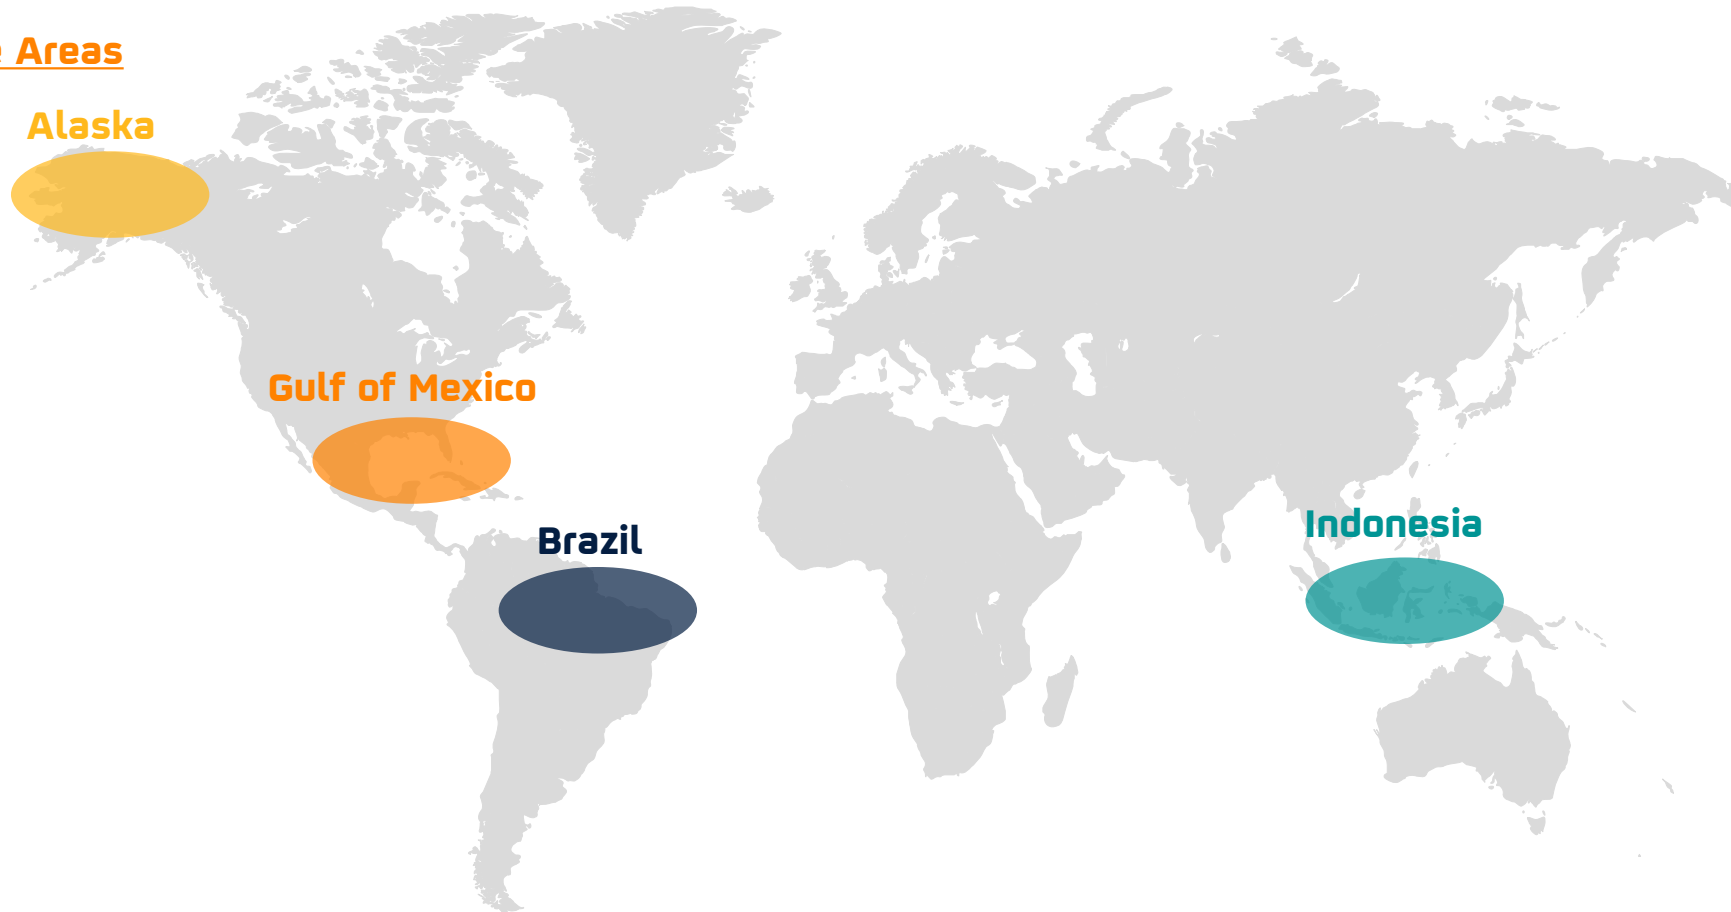 Areas
Alaska
Gulf of Mexico
Brazil
Indonesia